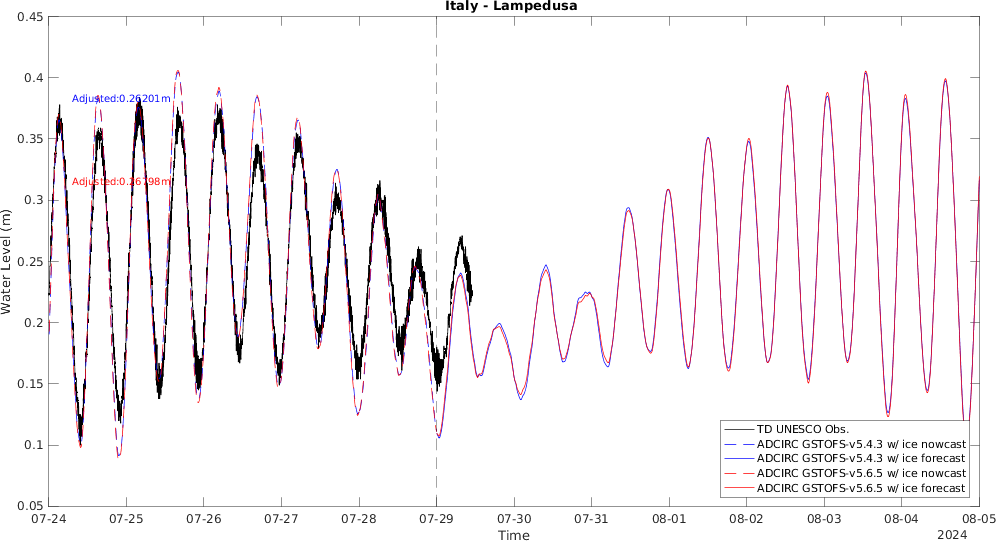 Italy - Lampedusa
Water Level (m)
0.45
0.4
0.35
0.3
0.25
0.2
0.15
0.1
0.05
Adjusted:0.26201m
Adjusted:0.26798m
TD UNESCO Obs.
ADCIRC GSTOFS-v5.4.3 w/ ice nowcast
ADCIRC GSTOFS-v5.4.3 w/ ice forecast
ADCIRC GSTOFS-v5.6.5 w/ ice nowcast
ADCIRC GSTOFS-v5.6.5 w/ ice forecast
07-24 07-25 07-26 07-27 07-28 07-29 07-30 07-31 08-01 08-02 08-03 08-04 08-05
Time
2024